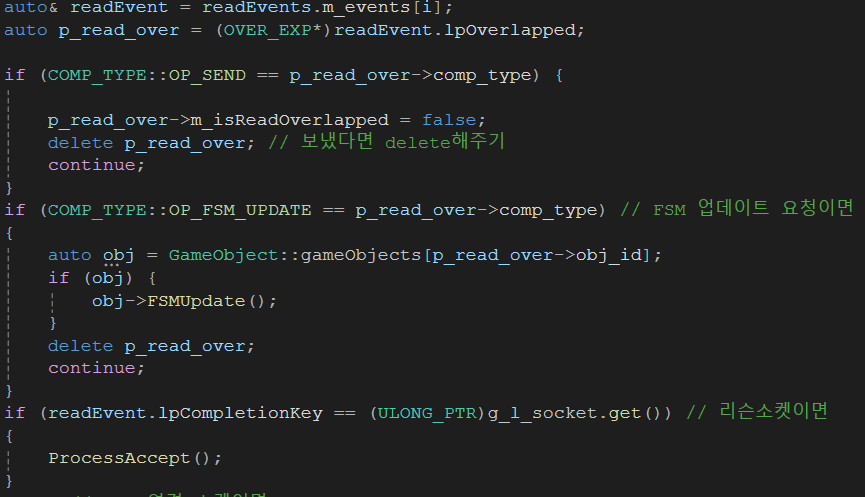 auto& readEvent = readEvents.m_events[i];
auto p_read_over = (OVER_EXP*)readEvent.lpOverlapped;
if (COMP_TYPE::OP_SEND == p_read_over->comp_type) {
p_read_over->m_isReadOverlapped = false;
delete p_read_over; // 보냈다면 delete해주기
continue;
}
if (COMP_TYPE::OP_FSM_UPDATE == p_read_over->comp_type) // FSM 업데이트 요청이면
{
auto obj = GameObject::gameObjects[p_read_over->obj_id];
if (obj) {
obj->FSMUpdate();
}
delete p_read_over;
continue;
}
if (readEvent.lpCompletionKey == (ULONG_PTR)g_l_socket.get()) // 리슨소켓이면
{
ProcessAccept();
}